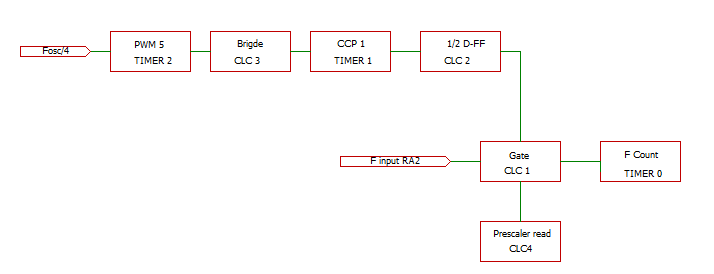 Fosc/4
PWM 5
TIMER 2
Brigde
CLC 3
CCP 1
TIMER 1
1/2 D-FF
CLC 2
F input RA2
Gate
CLC 1
F Count
TIMER 0
Prescaler read
CLC4